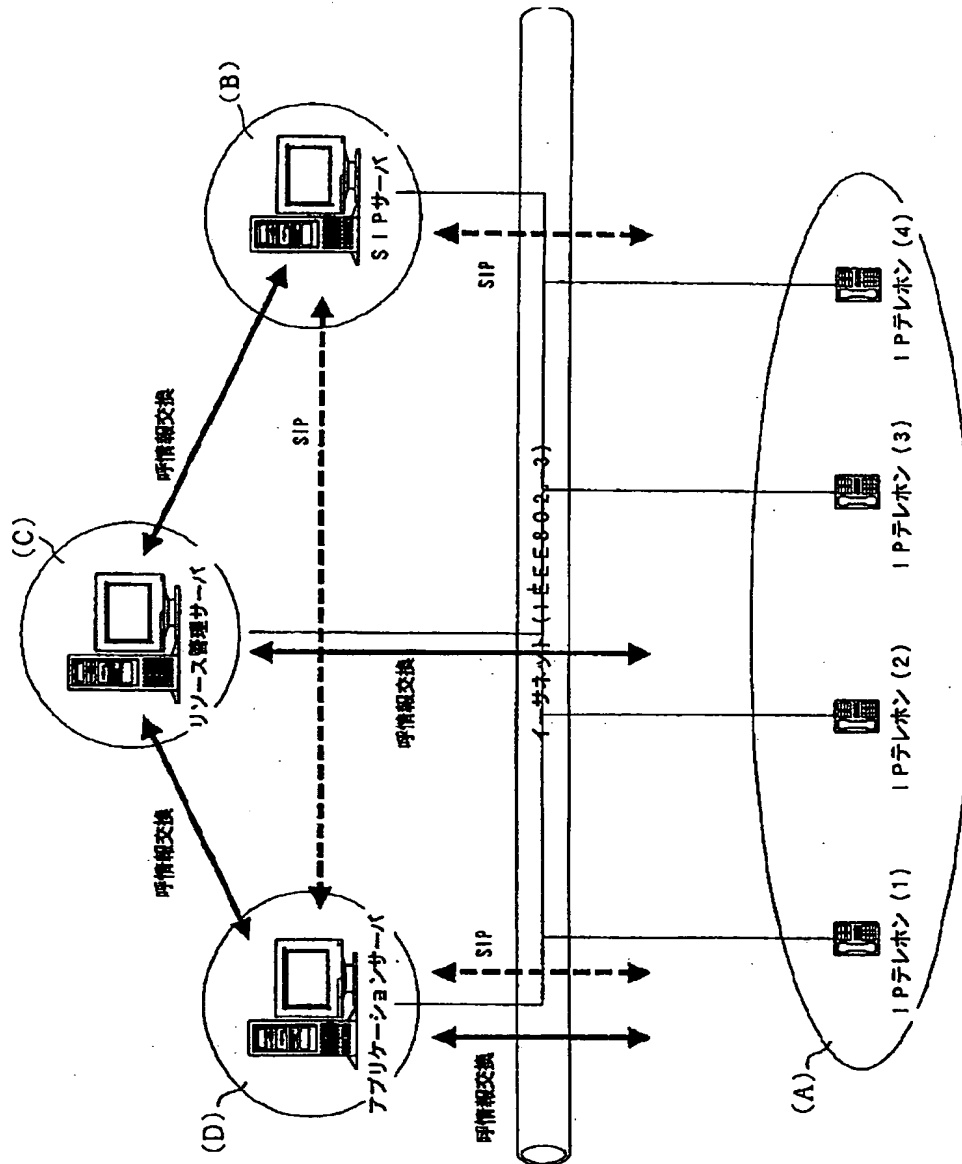 (C)
リソース管理サーバ
(B)
SIPサーバ
(D)
アプリケーションサーバ
呼情報交換
呼情報交換
SIP
呼情報交換
SIP
SIP
呼情報交換
イーサネット(IEEE802.3)
(A)
IPテレホン(1)
IPテレホン(2)
IPテレホン(3)
IPテレホン(4)